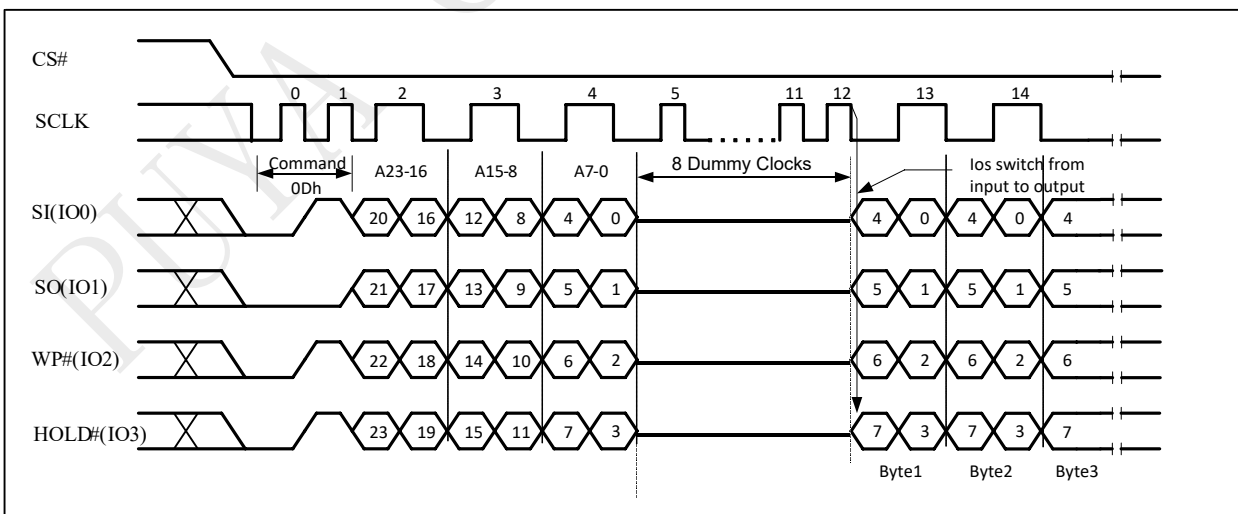 PUYA
CS#
0 1 2 3 4 5 11 12 13 14
SCLK
Command
0Dh
A23-16 A15-8 A7-0
8 Dummy Clocks
Ios switch from
input to output
SI(IO0) 20 16 12 8 4 0 4 0 4 0 4
SO(IO1) 21 17 13 9 5 1 5 1 5 1 5
WP#(IO2) 22 18 14 10 6 2 6 2 6 2 6
HOLD#(IO3) 23 19 15 11 7 3 7 3 7 3 7
Byte1 Byte2 Byte3